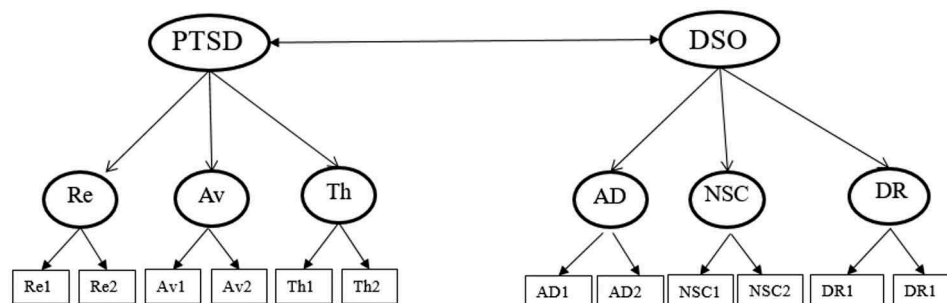 PTSD DSO
Re Av Th AD NSC DR
Re1 Re2 Av1 Av2 Th1 Th2 AD1 AD2 NSC1 NSC2 DR1 DR1